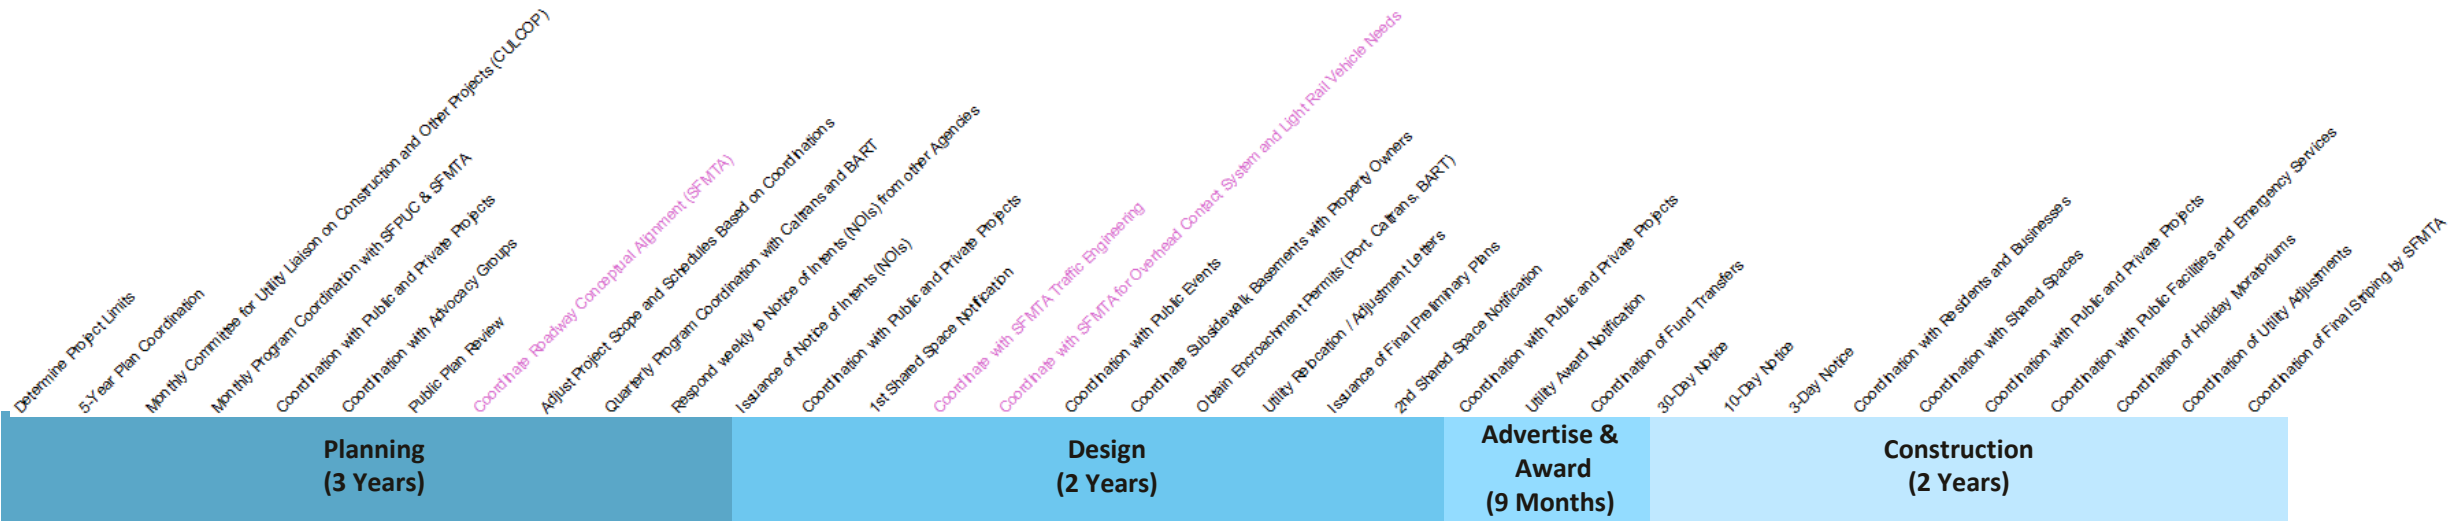 Determine Project Limits
5-Year Plan Coordination
Monthly Committee for Utility Liaison on Construction and Other Projects (CULCOP)
Monthly Program Coordination with SFPUC & SFMTA
Coordination with Public and Private Projects
Coordination with Advocacy Groups
Public Plan Review
Coordinate Roadway Conceptual Alignment (SFMTA)
Adjust Project Scope and Schedules Based on Coordinations
Quarterly Program Coordination with Caltrans and BART
Respond weekly to Notice of Intents (NOIs) from other Agencies
Issuance of Notice of Intents (NOIs)
Coordination with Public and Private Projects
1st Shared Space Notification
Coordinate with SFMTA Traffic Engineering
Coordinate with SFMTA for Overhead Contact System and Light Rail Vehicle Needs
Coordination with Public Events
Coordinate Subsidewalk Basements with Property Owners
Obtain Encroachment Permits (Port, Caltrans, BART)
Utility Relocation / Adjustment Letters
Issuance of Final Preliminary Plans
2nd Shared Space Notification
Coordination with Public and Private Projects
Utility Award Notification
Coordination of Fund Transfers
30-Day Notice
10-Day Notice
3-Day Notice
Coordination with Residents and Businesses
Coordination with Shared Spaces
Coordination with Public and Private Projects
Coordination with Public Facilities and Emergency Services
Coordination of Holiday Moratoriums
Coordination of Utility Adjustments
Coordination of Final Striping by SFMTA
Planning
(3 Years)
Design
(2 Years)
Advertise &
Award
(9 Months)
Construction
(2 Years)